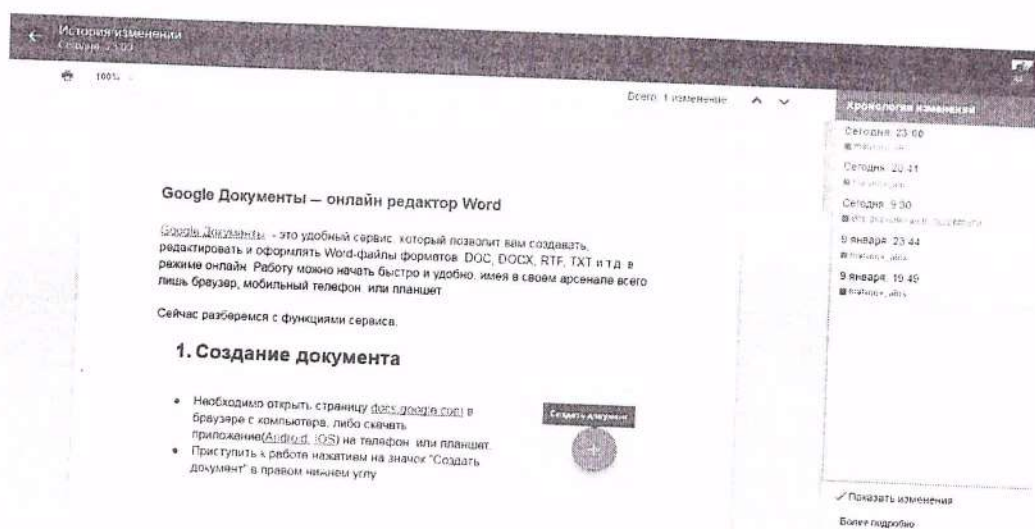 История изменений
Сегодня, 23:00
100%
Всего: 1 изменение
Хронология изменений
Сегодня, 23:00
Сегодня, 20:41
Сегодня, 9:30
9 января, 23:44
9 января, 19:49
Google Документы — онлайн редактор Word
Google Документы - это удобный сервис, который позволит вам создавать,
редактировать и оформлять Word-файлы форматов DOC, DOCX, RTF, TXT и т.д. в
режиме онлайн. Работу можно начать быстро и удобно, имея в своем арсенале всего
лишь браузер, мобильный телефон или планшет
Сейчас разберемся с функциями сервиса.
1. Создание документа
• Необходимо открыть страницу docs.google.com в
браузере с компьютера, либо скачать
приложение(Android, iOS) на телефон или планшет.
• Приступить к работе нажатием на значок "Создать
документ" в правом нижнем углу
Создать документ
Показать изменения
Более подробно